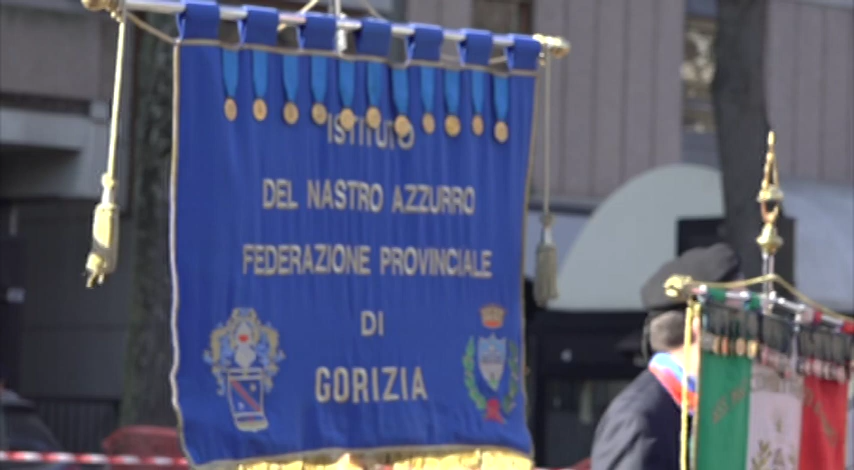 ISTITUTO
DEL NASTRO AZZURRO
FEDERAZIONE PROVINCIALE
DI
GORIZIA